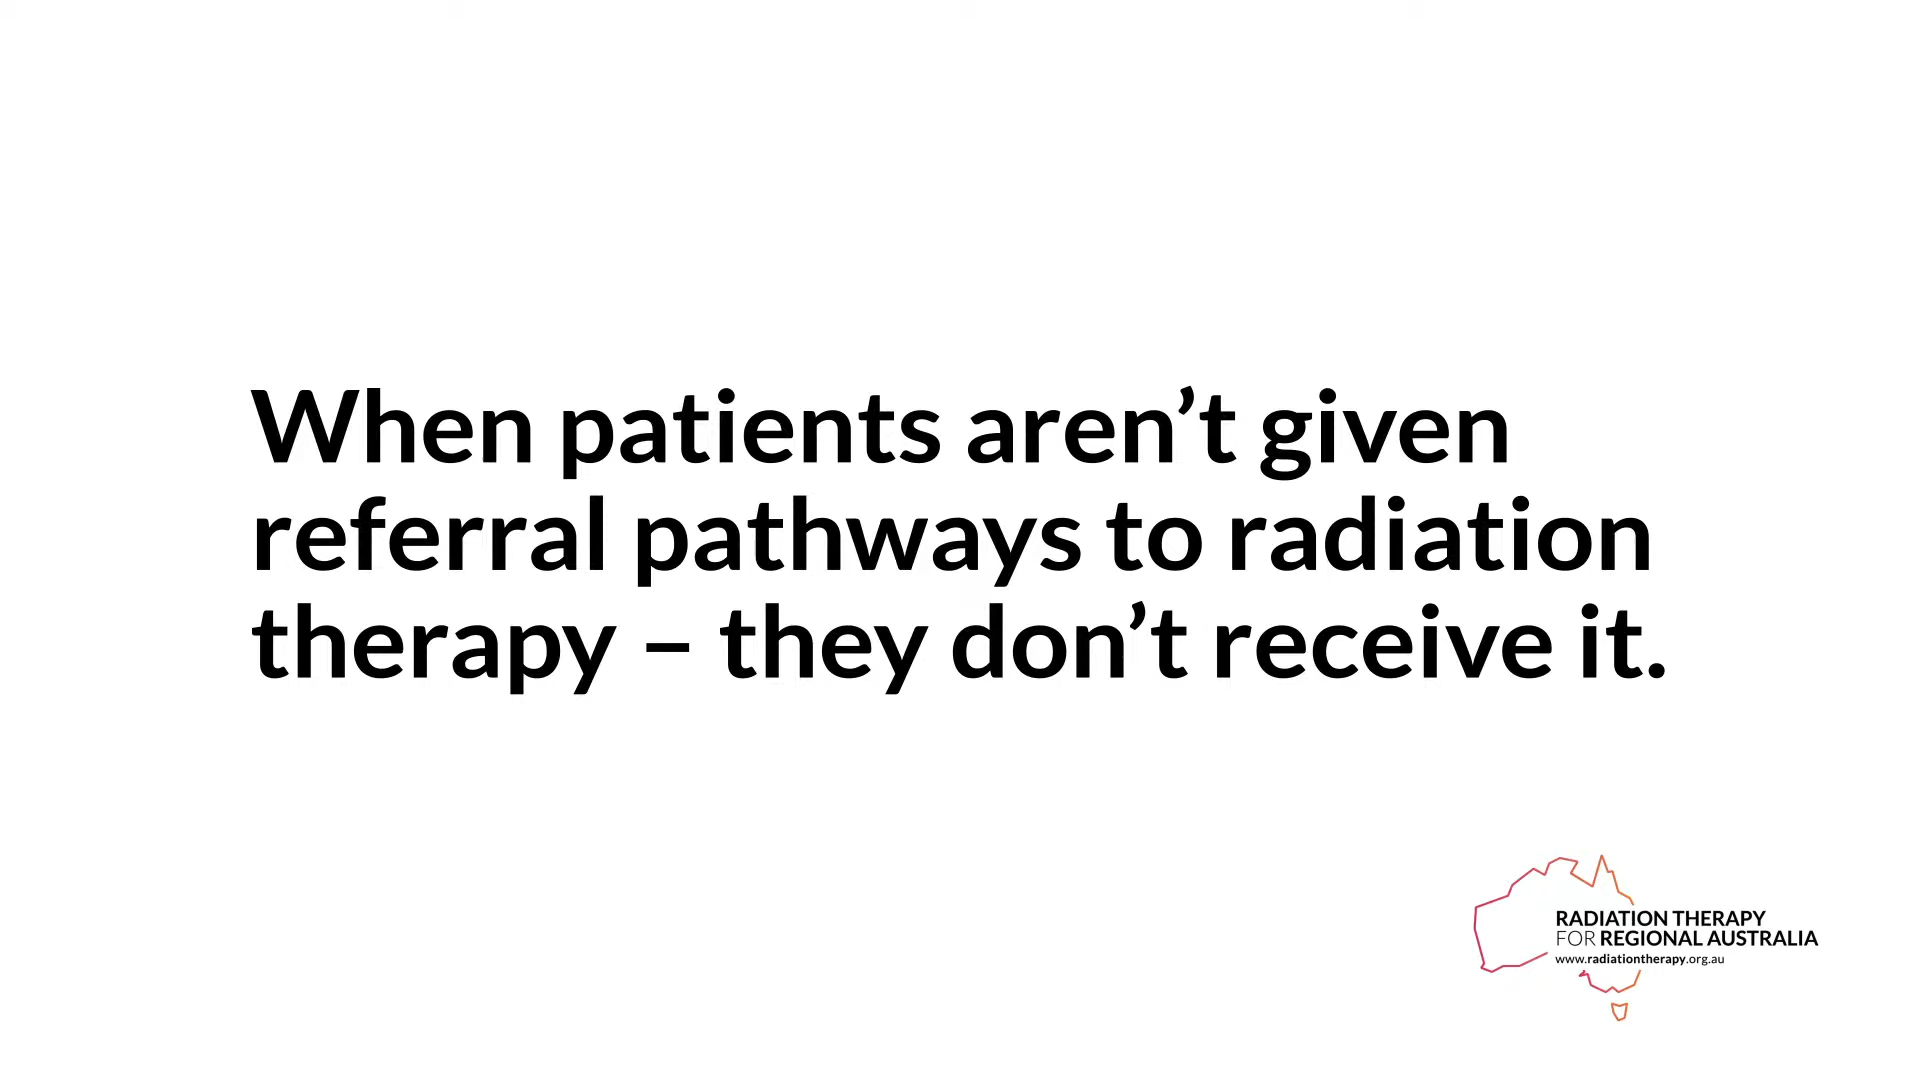 When patients aren’t given
referral pathways to radiation
therapy – they don’t receive it.
RADIATION THERAPY
FOR REGIONAL AUSTRALIA
www.radiationtherapy.org.au